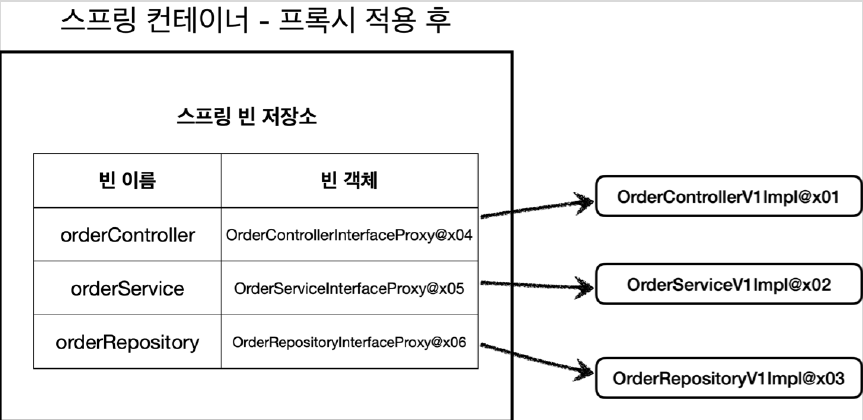 스프링 컨테이너 - 프록시 적용 후
스프링 빈 저장소
빈 이름 빈 객체
orderController OrderControllerInterfaceProxy@x04
orderService OrderServiceInterfaceProxy@x05
orderRepository OrderRepositoryInterfaceProxy@x06
OrderControllerV1Impl@x01
OrderServiceV1Impl@x02
OrderRepositoryV1Impl@x03